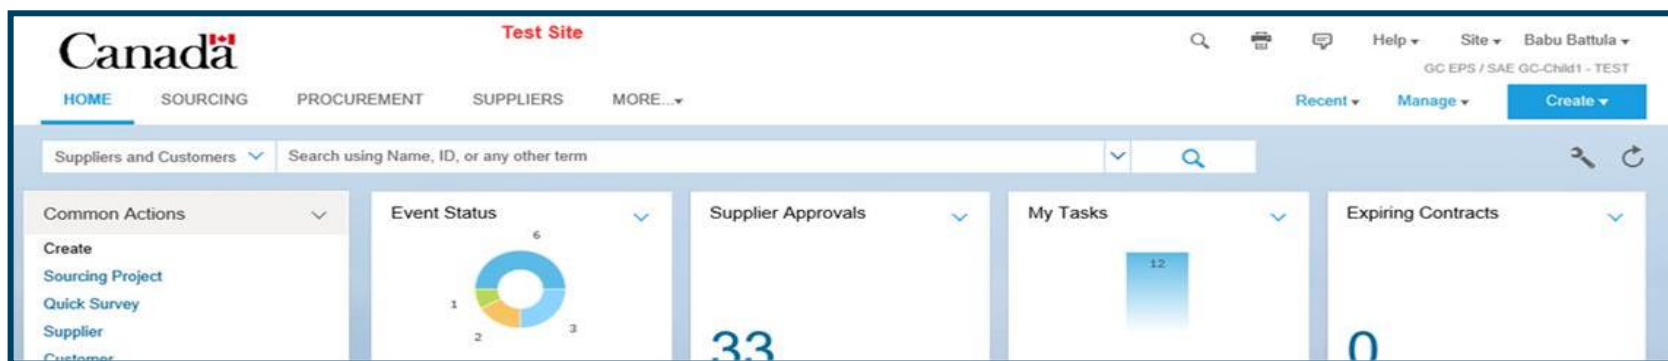 Canada
Test Site
Help Site Babu Battula
GC EPS / SAE GC-Child1 - TEST
HOME SOURCING PROCUREMENT SUPPLIERS MORE... Recent Manage Create
Suppliers and Customers Search using Name, ID, or any other term
Common Actions
Create
Sourcing Project
Quick Survey
Supplier
Customer
Event Status
6
1
2
3
Supplier Approvals
33
My Tasks
12
Expiring Contracts
0